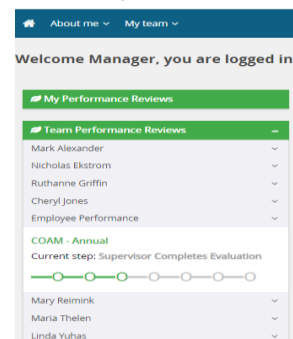 About me My team
Welcome Manager, you are logged in
My Performance Reviews
Team Performance Reviews
Mark Alexander
Nicholas Ekstrom
Ruthanne Griffin
Cheryl Jones
Employee Performance
COAM - Annual
Current step: Supervisor Completes Evaluation
Mary Reimink
Maria Thelen
Linda Yuhas